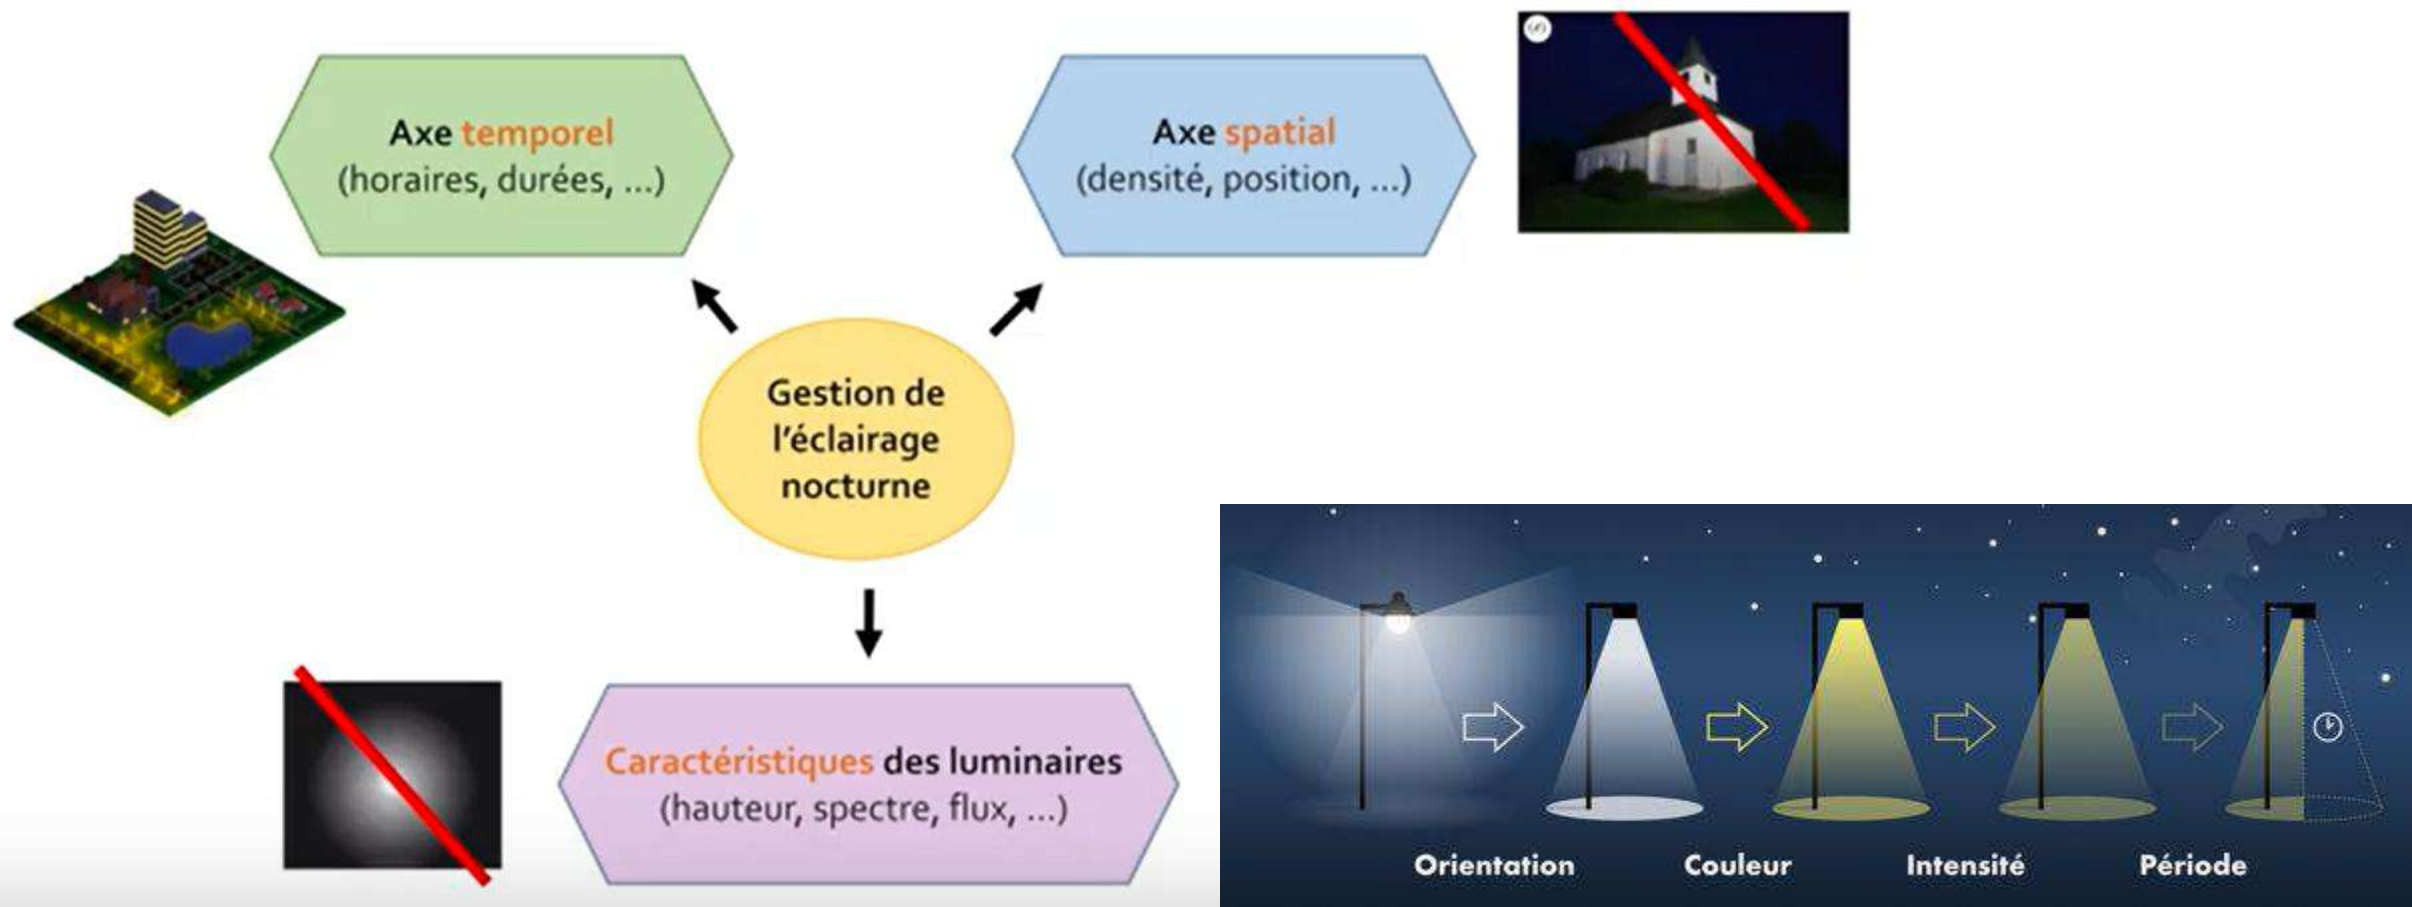 Axe temporel
(horaires, durées, ...)
Axe spatial
(densité, position, ...)
Gestion de
l'éclairage
nocturne
Caractéristiques des luminaires
(hauteur, spectre, flux, ...)
Orientation
Couleur
Intensité
Période